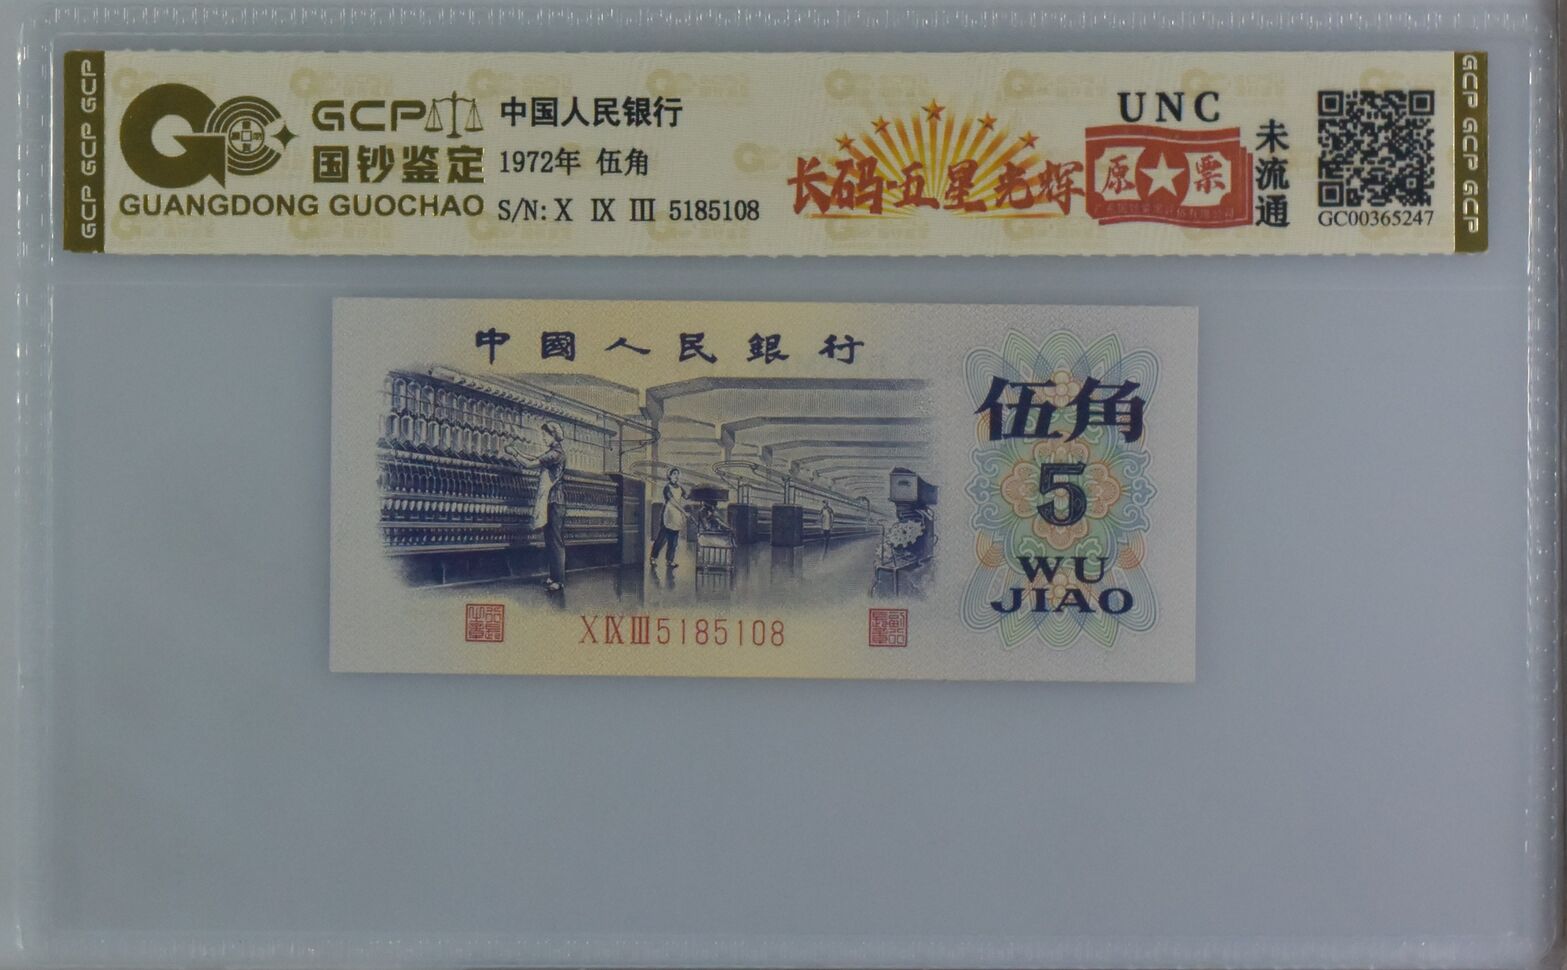 GCP GCP GCP
GCP
国钞鉴定
GUANGDONG GUOCHAO
中国人民银行
1972年 伍角
S/N: X IX III 5185108
长码·五星光辉
UNC
原票
未流通
GC00365247
GCP GCP GCP
中國人民銀行
伍角
5
WU
JIAO
X IX III 5185108